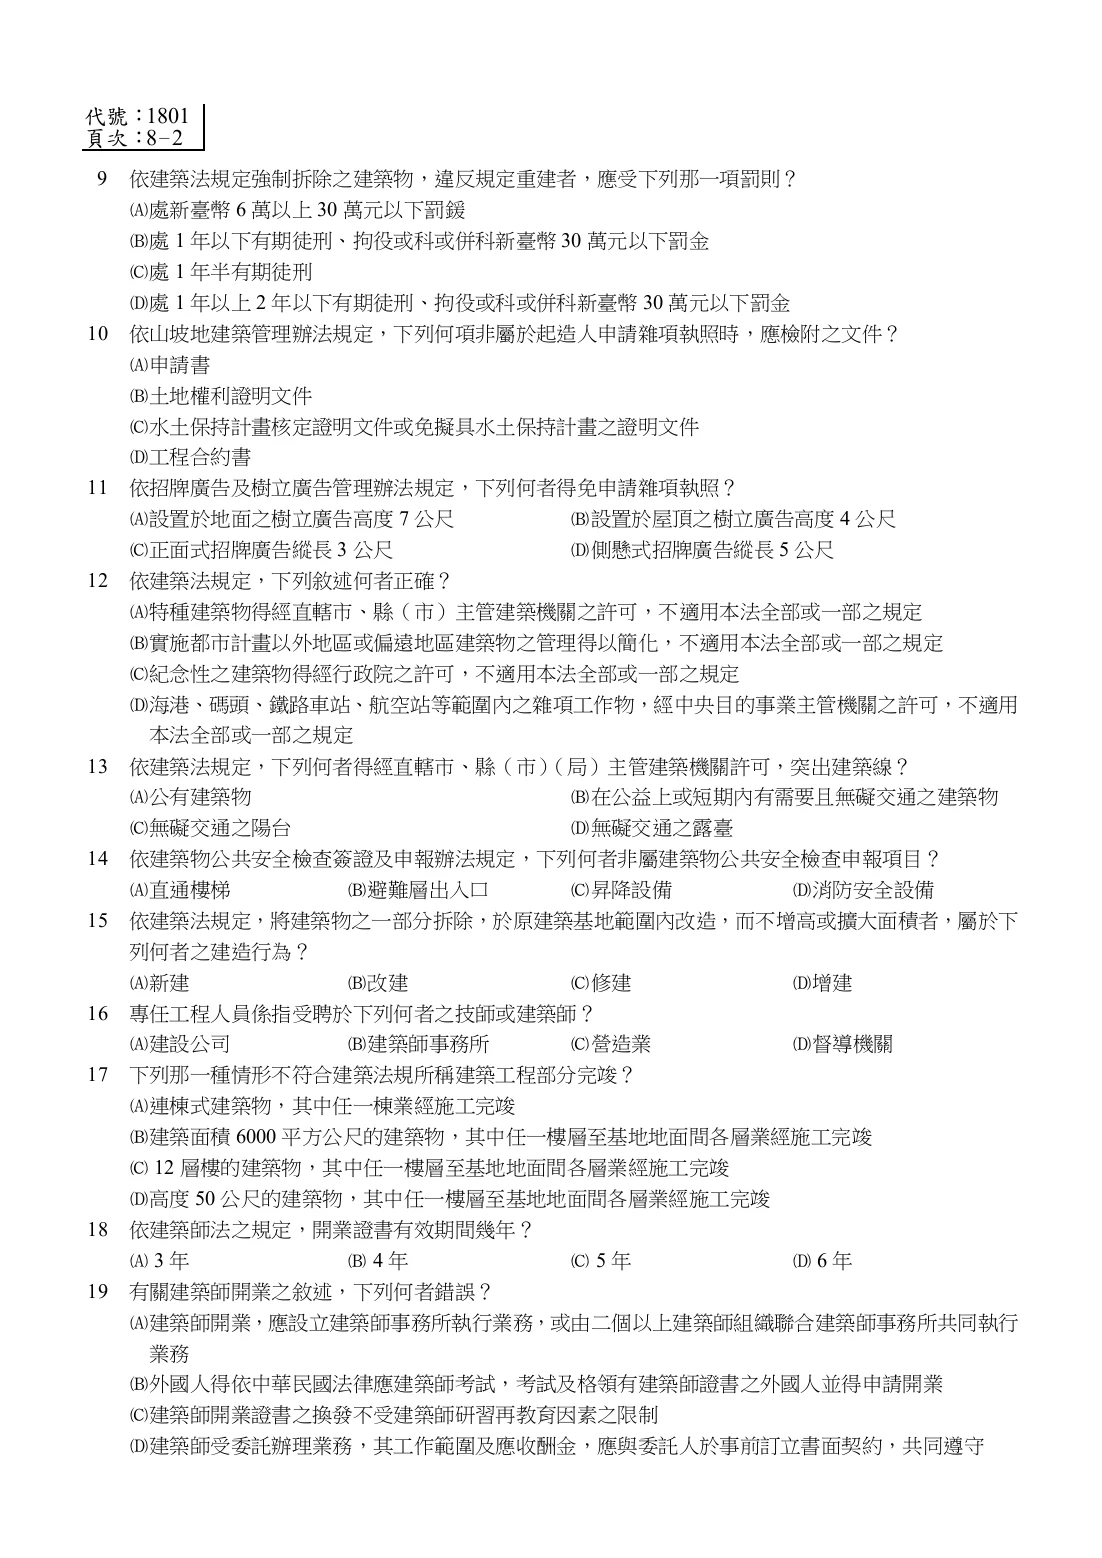 代號：1801
頁次：8－2
9 依建築法規定強制拆除之建築物，違反規定重建者，應受下列那一項罰則？
(A)處新臺幣 6 萬以上 30 萬元以下罰鍰
(B)處 1 年以下有期徒刑、拘役或科或併科新臺幣 30 萬元以下罰金
(C)處 1 年半有期徒刑
(D)處 1 年以上 2 年以下有期徒刑、拘役或科或併科新臺幣 30 萬元以下罰金
10 依山坡地建築管理辦法規定，下列何項非屬於起造人申請雜項執照時，應檢附之文件？
(A)申請書
(B)土地權利證明文件
(C)水土保持計畫核定證明文件或免擬具水土保持計畫之證明文件
(D)工程合約書
11 依招牌廣告及樹立廣告管理辦法規定，下列何者得免申請雜項執照？
(A)設置於地面之樹立廣告高度 7 公尺 (B)設置於屋頂之樹立廣告高度 4 公尺
(C)正面式招牌廣告縱長 3 公尺 (D)側懸式招牌廣告縱長 5 公尺
12 依建築法規定，下列敘述何者正確？
(A)特種建築物得經直轄市、縣（市）主管建築機關之許可，不適用本法全部或一部之規定
(B)實施都市計畫以外地區或偏遠地區建築物之管理得以簡化，不適用本法全部或一部之規定
(C)紀念性之建築物得經行政院之許可，不適用本法全部或一部之規定
(D)海港、碼頭、鐵路車站、航空站等範圍內之雜項工作物，經中央目的事業主管機關之許可，不適用
本法全部或一部之規定
13 依建築法規定，下列何者得經直轄市、縣（市）（局）主管建築機關許可，突出建築線？
(A)公有建築物 (B)在公益上或短期內有需要且無礙交通之建築物
(C)無礙交通之陽台 (D)無礙交通之露臺
14 依建築物公共安全檢查簽證及申報辦法規定，下列何者非屬建築物公共安全檢查申報項目？
(A)直通樓梯 (B)避難層出入口 (C)昇降設備 (D)消防安全設備
15 依建築法規定，將建築物之一部分拆除，於原建築基地範圍內改造，而不增高或擴大面積者，屬於下
列何者之建造行為？
(A)新建 (B)改建 (C)修建 (D)增建
16 專任工程人員係指受聘於下列何者之技師或建築師？
(A)建設公司 (B)建築師事務所 (C)營造業 (D)督導機關
17 下列那一種情形不符合建築法規所稱建築工程部分完竣？
(A)連棟式建築物，其中任一棟業經施工完竣
(B)建築面積 6000 平方公尺的建築物，其中任一樓層至基地地面間各層業經施工完竣
(C) 12 層樓的建築物，其中任一樓層至基地地面間各層業經施工完竣
(D)高度 50 公尺的建築物，其中任一樓層至基地地面間各層業經施工完竣
18 依建築師法之規定，開業證書有效期間幾年？
(A) 3 年 (B) 4 年 (C) 5 年 (D) 6 年
19 有關建築師開業之敘述，下列何者錯誤？
(A)建築師開業，應設立建築師事務所執行業務，或由二個以上建築師組織聯合建築師事務所共同執行
業務
(B)外國人得依中華民國法律應建築師考試，考試及格領有建築師證書之外國人並得申請開業
(C)建築師開業證書之換發不受建築師研習再教育因素之限制
(D)建築師受委託辦理業務，其工作範圍及應收酬金，應與委託人於事前訂立書面契約，共同遵守